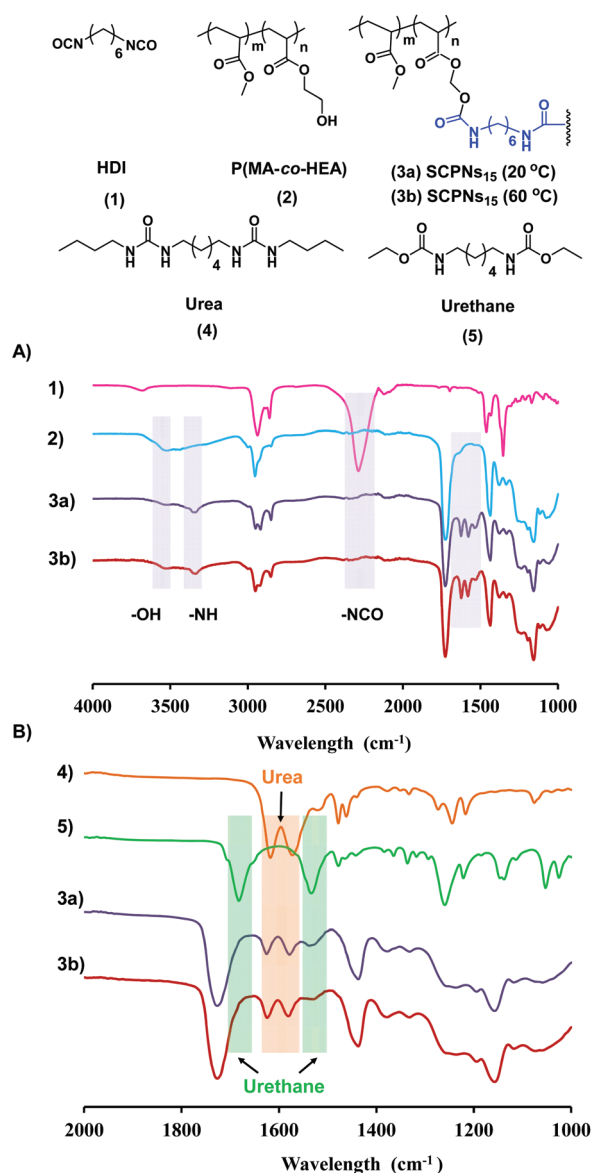 OCN
6
NCO
m
n
O
O
O
O
OH
m
n
O
O
O
O
O
O
O
N
H
6
H
N
O
HDI
(1)
P(MA-co-HEA)
(2)
(3a) SCPNs₁₅ (20 °C)
(3b) SCPNs₁₅ (60 °C)
O
N
H
N
H
4
O
N
H
N
H
Urea
(4)
O
O
N
H
4
H
N
O
O
Urethane
(5)
A)
1)
2)
3a)
3b)
-OH
-NH
-NCO
4000 3500 3000 2500 2000 1500 1000
Wavelength (cm⁻¹)
B)
4)
Urea
5)
3a)
3b)
Urethane
2000 1800 1600 1400 1200 1000
Wavelength (cm⁻¹)